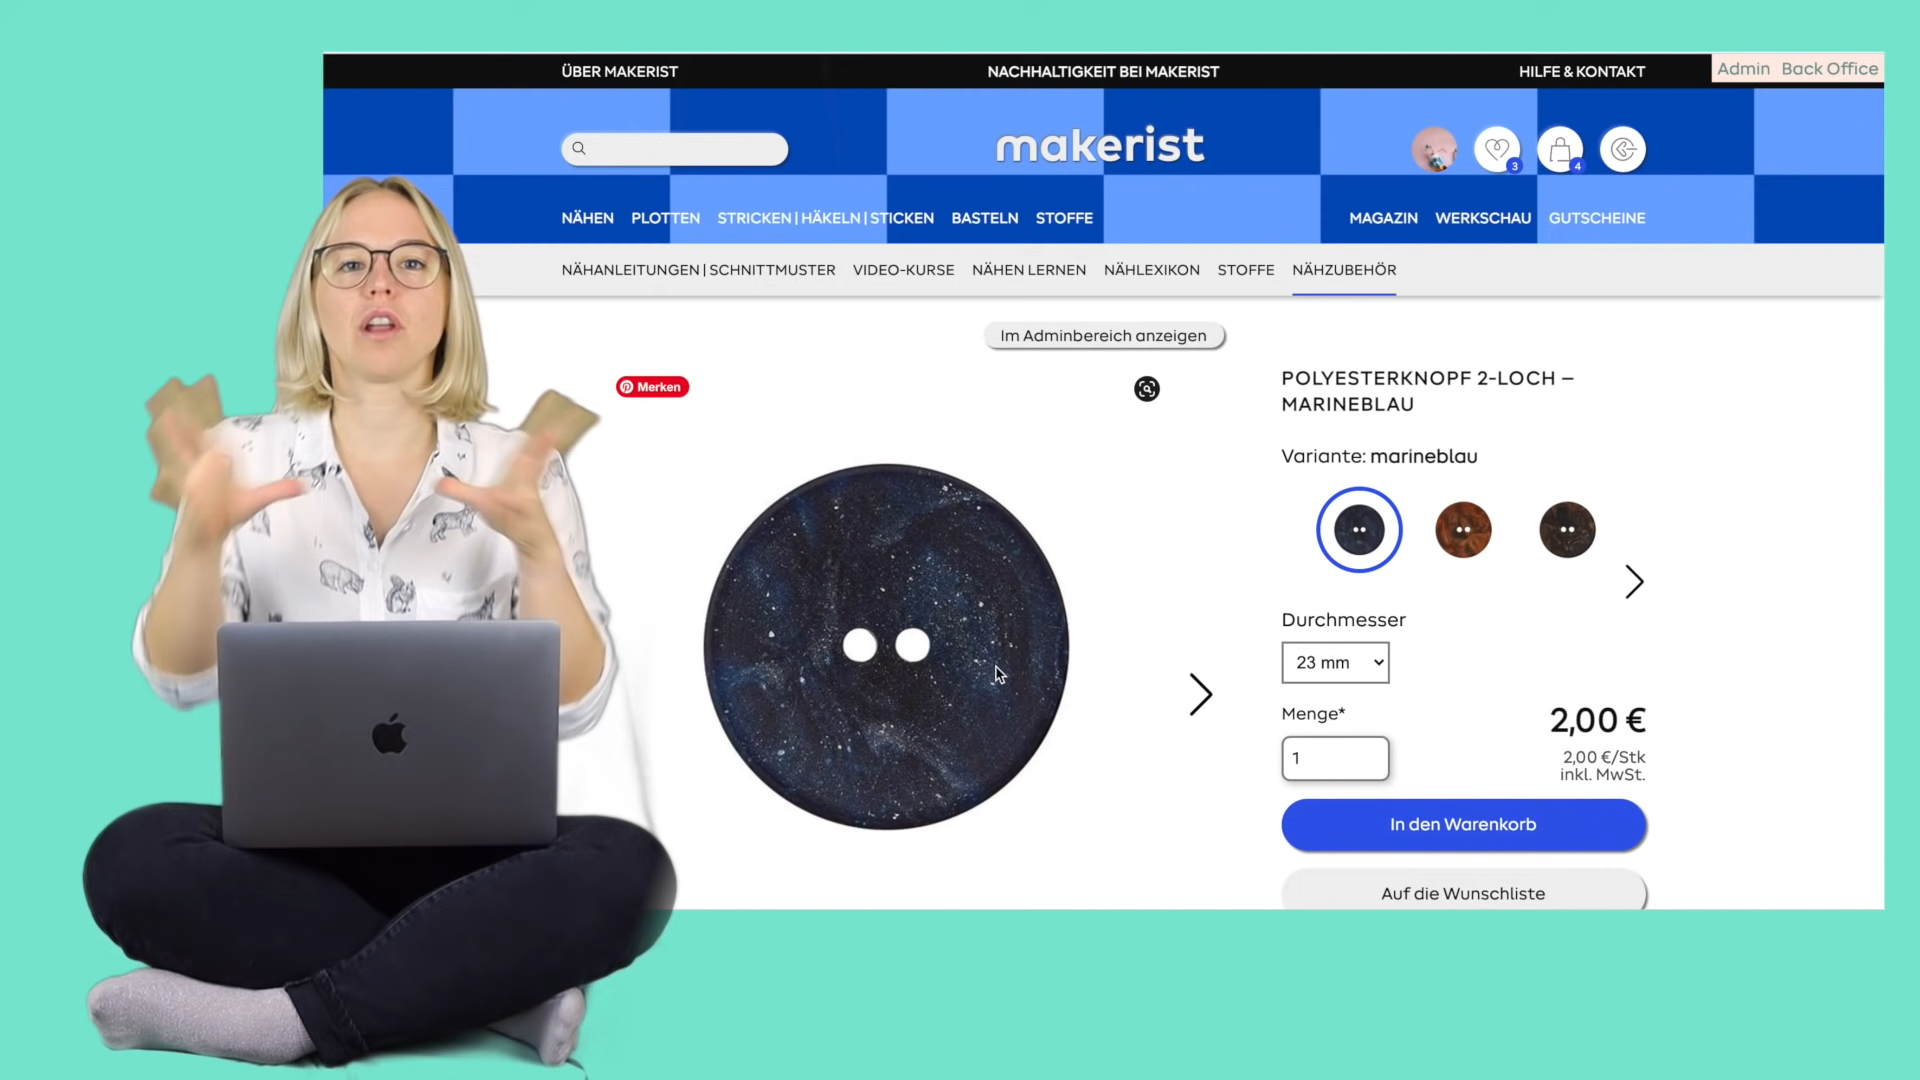 ÜBER MAKERIST
NACHHALTIGKEIT BEI MAKERIST
HILFE & KONTAKT
Admin Back Office
makerist
3
4
NÄHEN PLOTTEN STRICKEN | HÄKELN | STICKEN BASTELN STOFFE
MAGAZIN WERKSCHAU GUTSCHEINE
NÄHANLEITUNGEN | SCHNITTMUSTER VIDEO-KURSE NÄHEN LERNEN NÄHLEXIKON STOFFE NÄHZUBEHÖR
Im Adminbereich anzeigen
Merken
POLYESTERKNOPF 2-LOCH –
MARINEBLAU
Variante: marineblau
Durchmesser
23 mm
Menge*
1
2,00 €
2,00 €/Stk
inkl. MwSt.
In den Warenkorb
Auf die Wunschliste